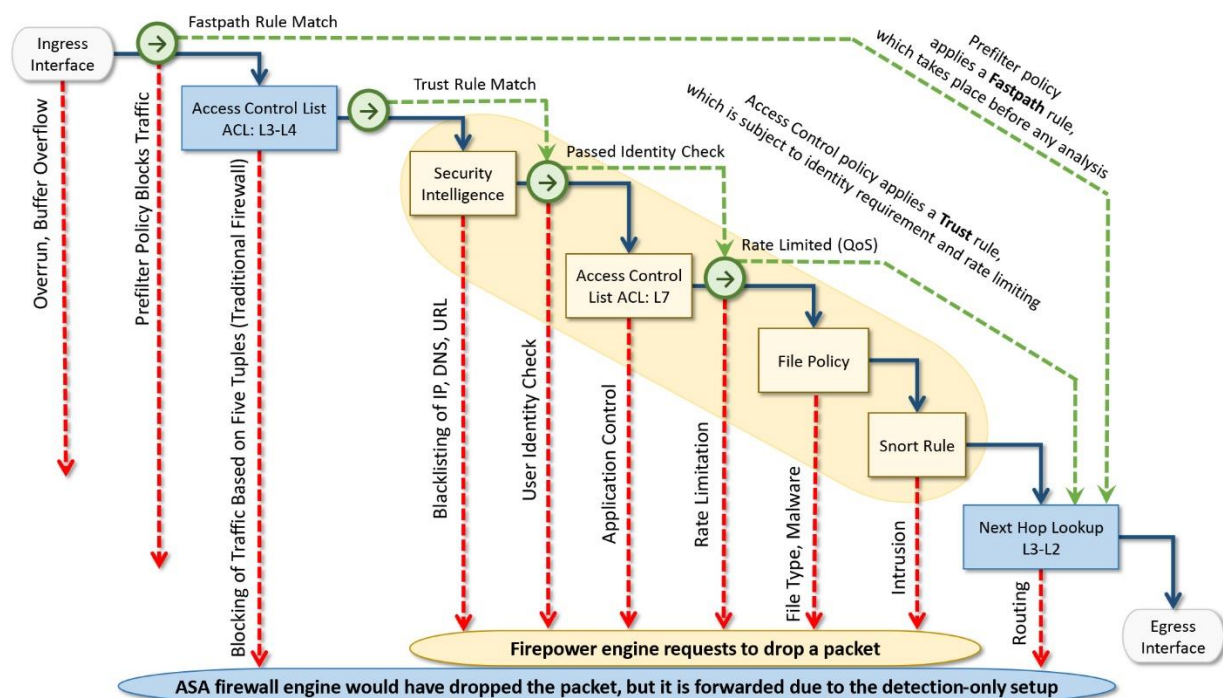 Fastpath Rule Match
Ingress
Interface
Trust Rule Match
Access Control List
ACL: L3-L4
Prefilter policy
applies a Fastpath rule,
which takes place before any analysis
Access Control policy applies a Trust rule,
which is subject to identity requirement and rate limiting
Passed Identity Check
Security
Intelligence
Rate Limited (QoS)
Access Control
List ACL: L7
File Policy
Snort Rule
Next Hop Lookup
L3-L2
Egress
Interface
Overrun, Buffer Overflow
Prefilter Policy Blocks Traffic
Blocking of Traffic Based on Five Tuples (Traditional Firewall)
Blacklisting of IP, DNS, URL
User Identity Check
Application Control
Rate Limitation
File Type, Malware
Intrusion
Routing
Firepower engine requests to drop a packet
ASA firewall engine would have dropped the packet, but it is forwarded due to the detection-only setup